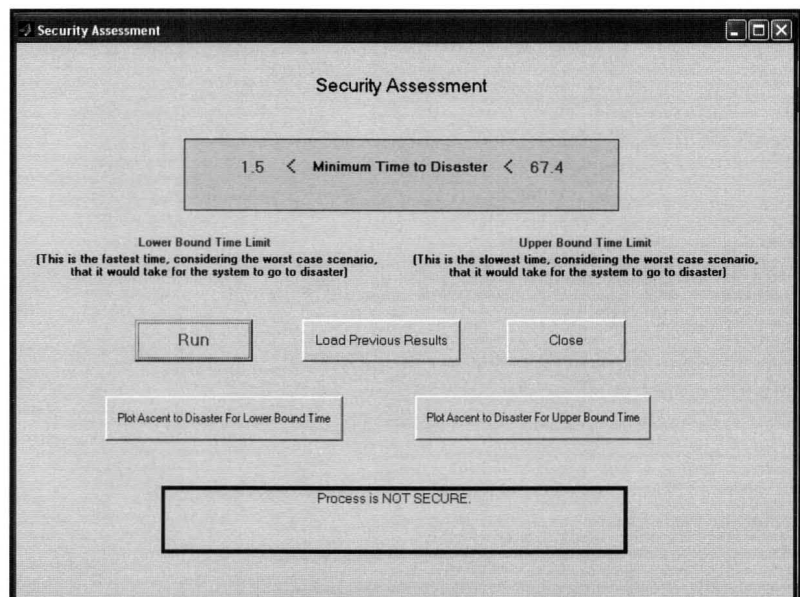 Security Assessment
Security Assessment
1.5 < Minimum Time to Disaster < 67.4
Lower Bound Time Limit
(This is the fastest time, considering the worst case scenario,
that it would take for the system to go to disaster)
Upper Bound Time Limit
(This is the slowest time, considering the worst case scenario,
that it would take for the system to go to disaster)
Run
Load Previous Results
Close
Plot Ascent to Disaster For Lower Bound Time
Plot Ascent to Disaster For Upper Bound Time
Process is NOT SECURE.